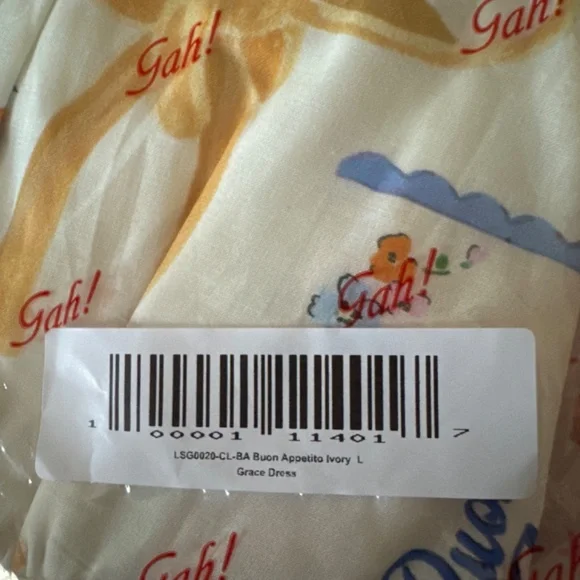 Gah!
Gah!
Gah!
Gah!
1 00001 11401 7
LSG0020-CL-BA Buon Appetito Ivory L
Grace Dress
Gah!